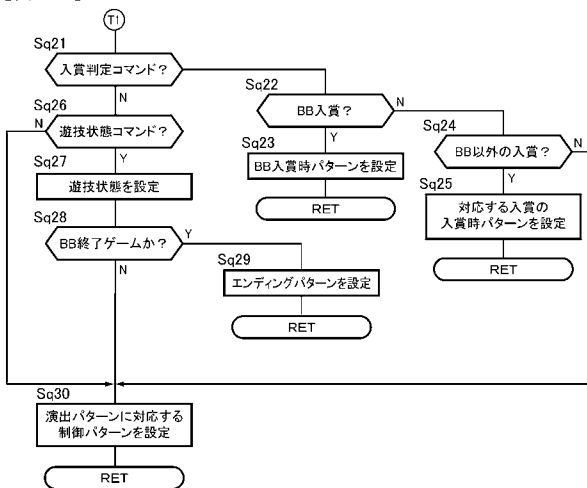 T1
Sq21
入賞判定コマンド？
N
Sq22
BB入賞？
N
Y
Sq23
BB入賞時パターンを設定
RET
Sq24
BB以外の入賞？
N
Y
Sq25
対応する入賞の
入賞時パターンを設定
RET
Sq26
N
遊技状態コマンド？
Y
Sq27
遊技状態を設定
Sq28
BB終了ゲームか？
Y
N
Sq29
エンディングパターンを設定
RET
Sq30
演出パターンに対応する
制御パターンを設定
RET